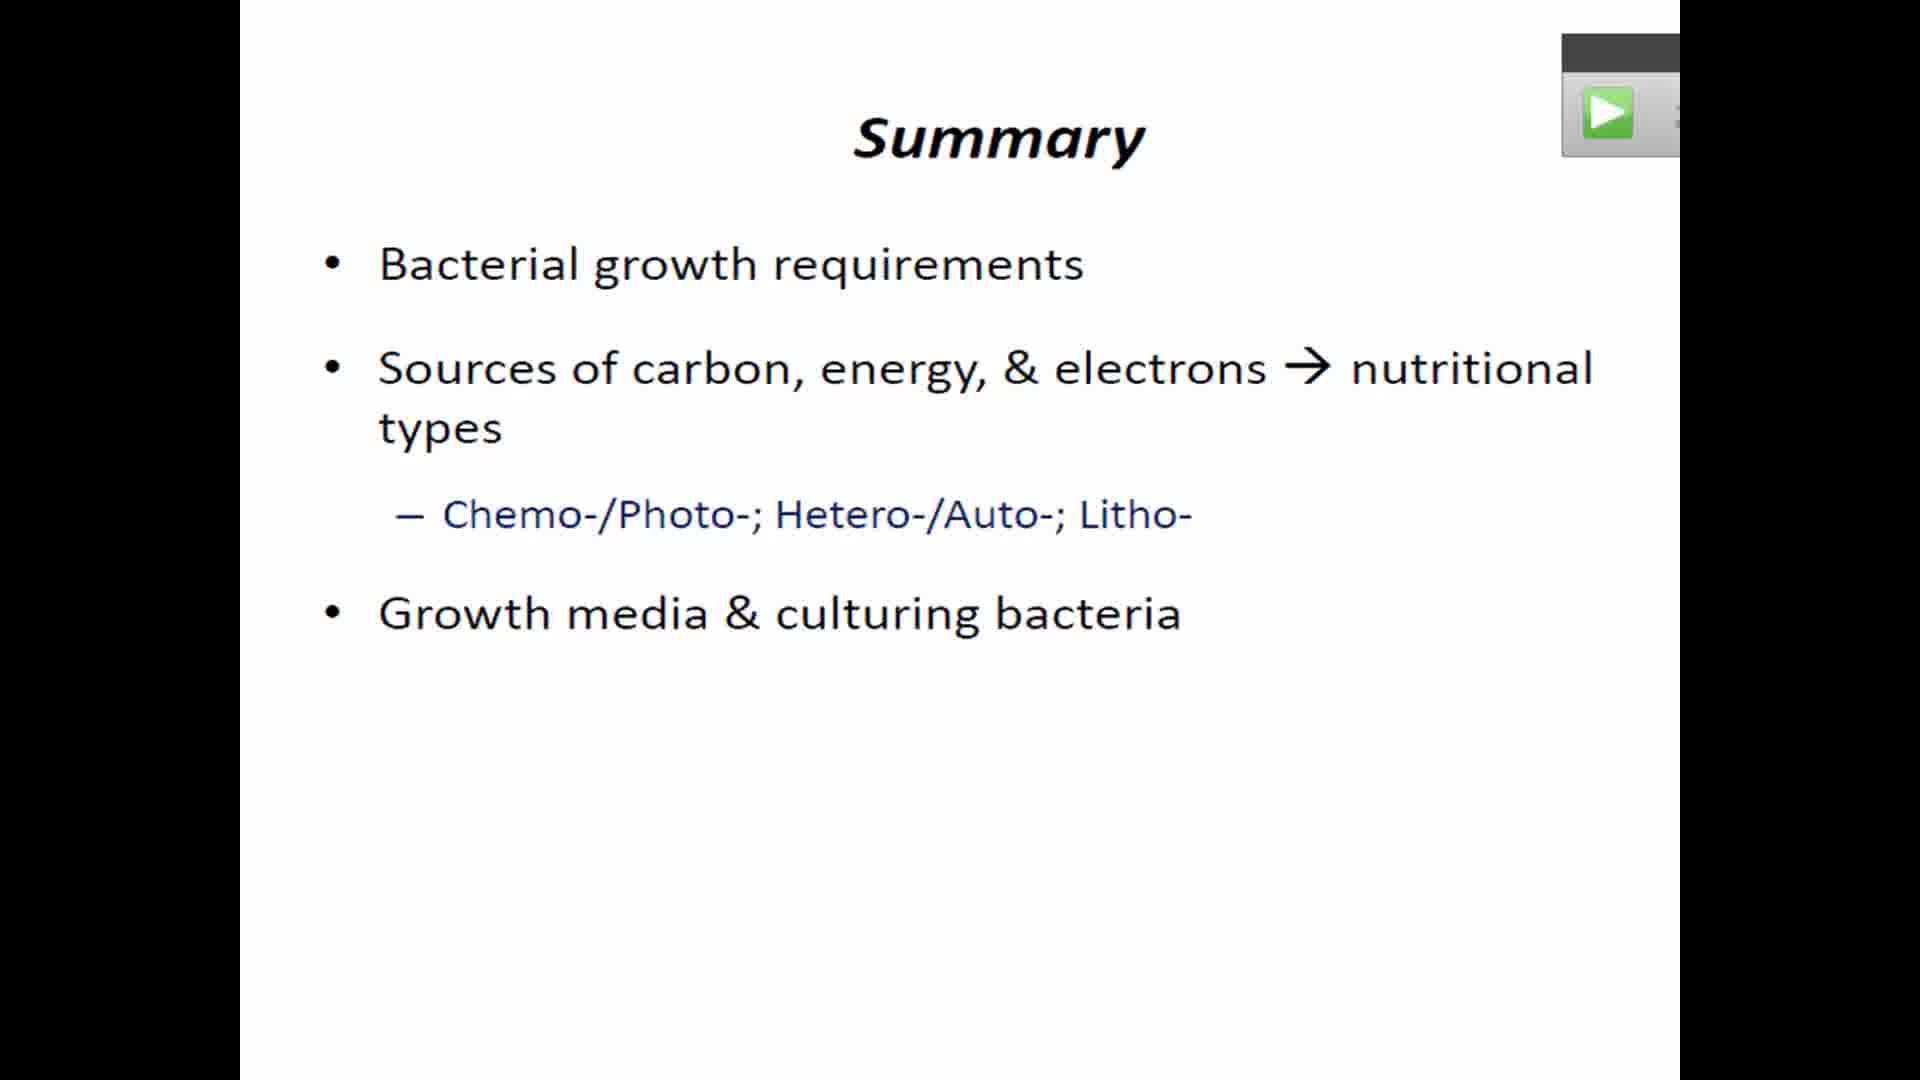 Summary
• Bacterial growth requirements
• Sources of carbon, energy, & electrons → nutritional
types
– Chemo-/Photo-; Hetero-/Auto-; Litho-
• Growth media & culturing bacteria